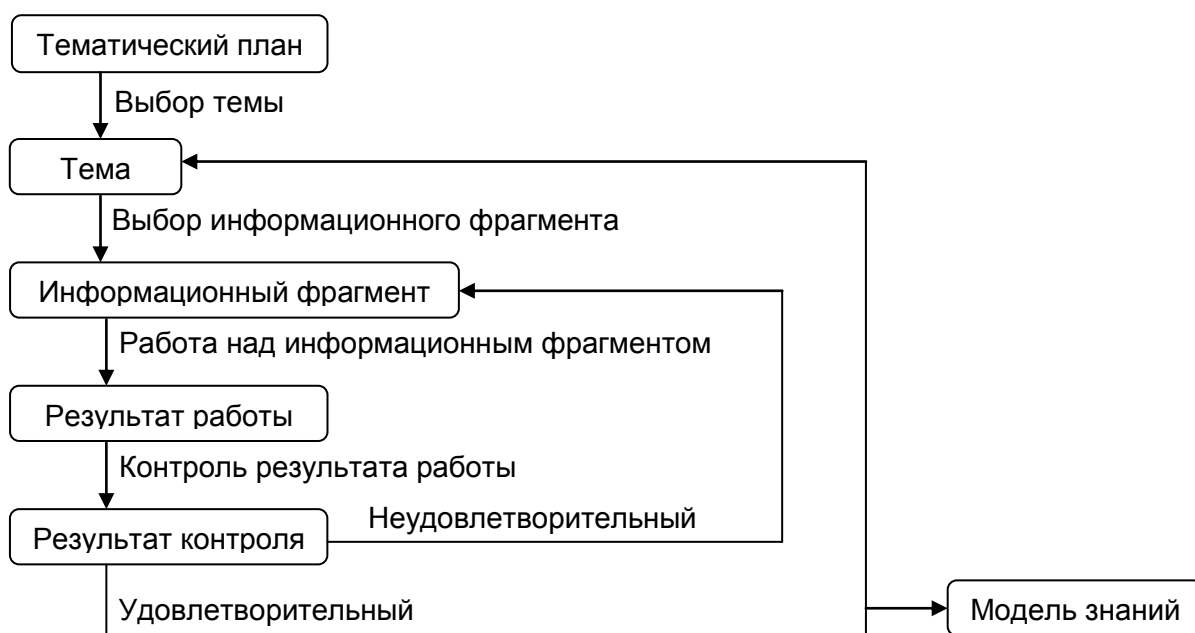 Тематический план
Выбор темы
Тема
Выбор информационного фрагмента
Информационный фрагмент
Работа над информационным фрагментом
Результат работы
Контроль результата работы
Неудовлетворительный
Результат контроля
Удовлетворительный
Модель знаний